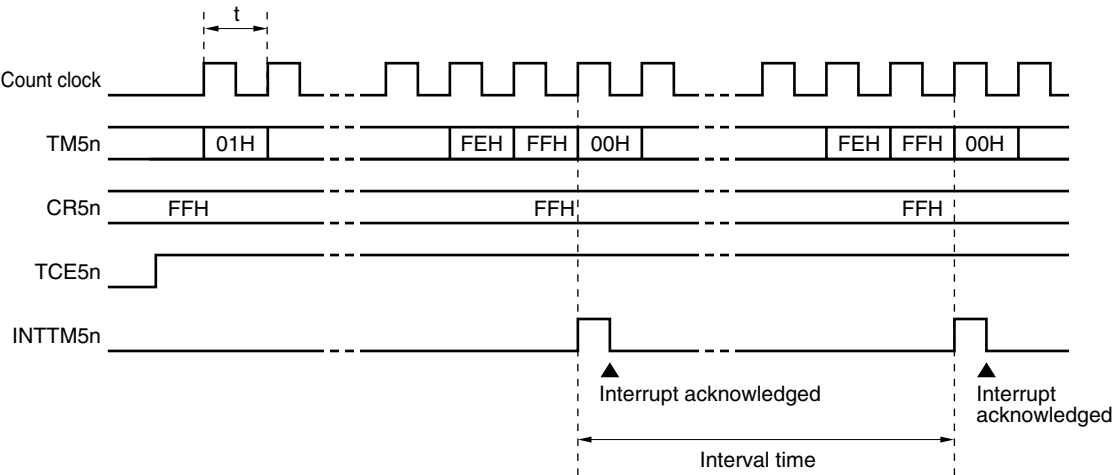 t
Count clock
TM5n 01H FEH FFH 00H FEH FFH 00H
CR5n FFH FFH FFH
TCE5n
INTTM5n
Interrupt acknowledged Interrupt
acknowledged
Interval time